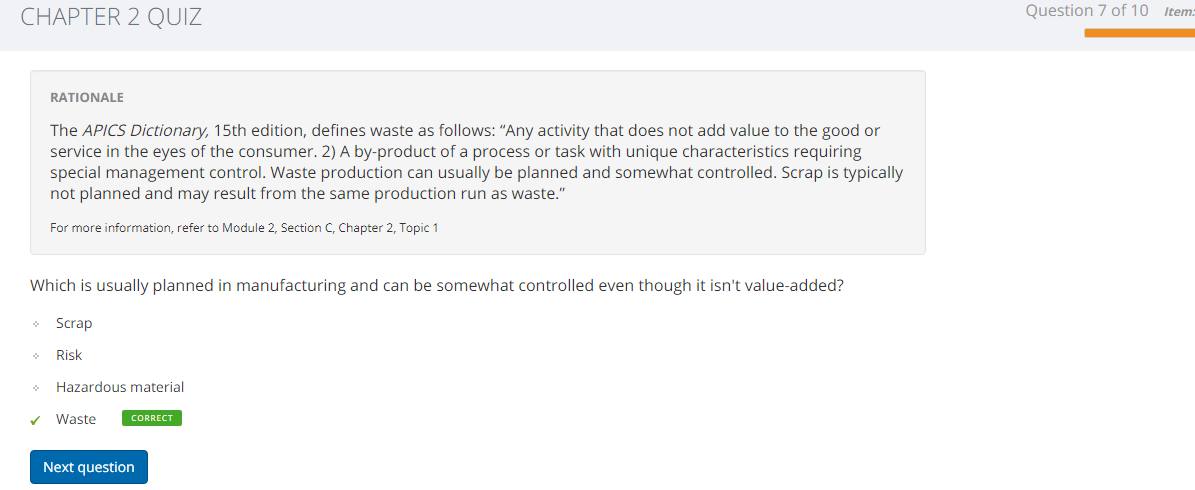 CHAPTER 2 QUIZ
Question 7 of 10 Item:
RATIONALE
The APICS Dictionary, 15th edition, defines waste as follows: “Any activity that does not add value to the good or
service in the eyes of the consumer. 2) A by-product of a process or task with unique characteristics requiring
special management control. Waste production can usually be planned and somewhat controlled. Scrap is typically
not planned and may result from the same production run as waste.”
For more information, refer to Module 2, Section C, Chapter 2, Topic 1
Which is usually planned in manufacturing and can be somewhat controlled even though it isn't value-added?
Scrap
Risk
Hazardous material
Waste CORRECT
Next question